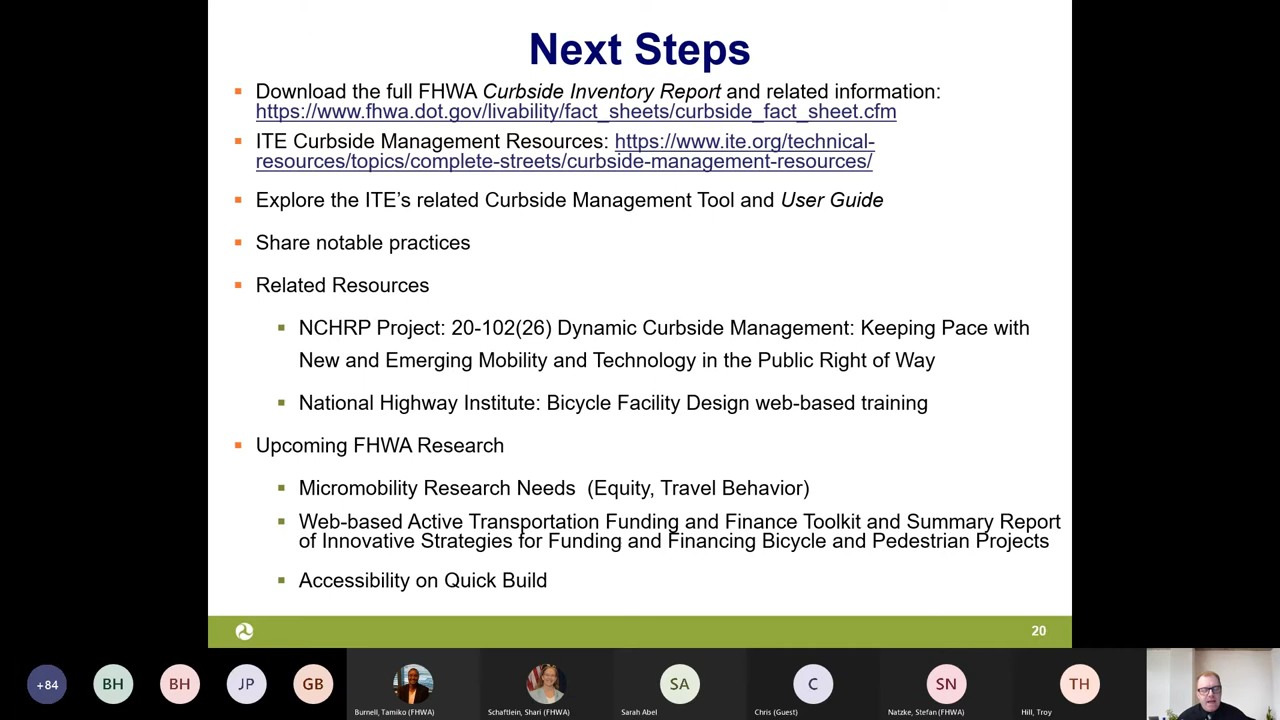 Next Steps
Download the full FHWA Curbside Inventory Report and related information:
https://www.fhwa.dot.gov/livability/fact_sheets/curbside_fact_sheet.cfm
ITE Curbside Management Resources: https://www.ite.org/technical-
resources/topics/complete-streets/curbside-management-resources/
Explore the ITE’s related Curbside Management Tool and User Guide
Share notable practices
Related Resources
NCHRP Project: 20-102(26) Dynamic Curbside Management: Keeping Pace with
New and Emerging Mobility and Technology in the Public Right of Way
National Highway Institute: Bicycle Facility Design web-based training
Upcoming FHWA Research
Micromobility Research Needs (Equity, Travel Behavior)
Web-based Active Transportation Funding and Finance Toolkit and Summary Report
of Innovative Strategies for Funding and Financing Bicycle and Pedestrian Projects
Accessibility on Quick Build
20
+84 BH BH JP GB SA C SN TH
Burnell, Tamiko (FHWA) Schaftlein, Shari (FHWA) Sarah Abel Chris (Guest) Natzke, Stefan (FHWA) Hill, Troy